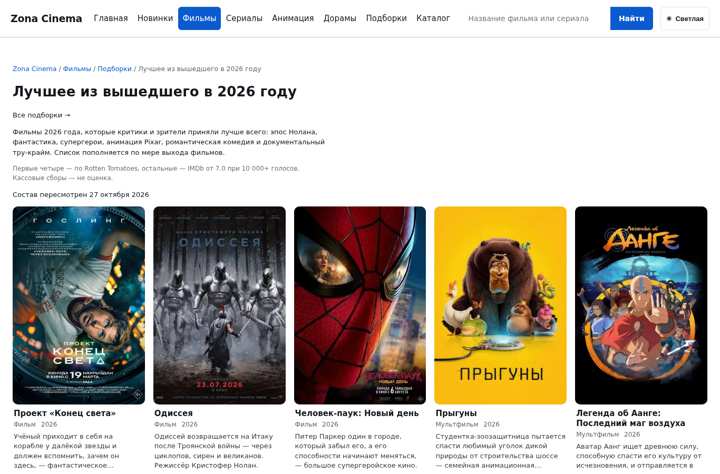 Zona Cinema Главная Новинки Фильмы Сериалы Анимация Дорамы Подборки Каталог Название фильма или сериала Найти Светлая
Zona Cinema / Фильмы / Подборки / Лучшее из вышедшего в 2026 году
Лучшее из вышедшего в 2026 году
Все подборки →
Фильмы 2026 года, которые критики и зрители приняли лучше всего: эпос Нолана,
фантастика, супергерои, анимация Pixar, романтическая комедия и документальный
тру-крайм. Список пополняется по мере выхода фильмов.
Первые четыре — по Rotten Tomatoes, остальные — IMDb от 7.0 при 10 000+ голосов.
Кассовые сборы — не оценка.
Состав пересмотрен 27 октября 2026
ГОСЛИНГ
ПРОЕКТ
КОНЕЦ
СВЕТА
19 МАРТА
ОДИССЕЯ
23.07.2026
ЧЕЛОВЕК-ПАУК
НОВЫЙ ДЕНЬ
ПРЫГУНЫ
Легенда об
ААНГЕ
Проект «Конец света»
Фильм 2026
Учёный приходит в себя на
корабле у далёкой звезды и
должен вспомнить, зачем он
здесь, — фантастическое...
Одиссея
Фильм 2026
Одиссей возвращается на Итаку
после Троянской войны — через
циклопов, сирен и великанов.
Режиссёр Кристофер Нолан.
Человек-паук: Новый день
Фильм 2026
Питер Паркер один в городе,
который забыл его, а его
способности начинают меняться,
— большое супергеройское кино.
Прыгуны
Мультфильм 2026
Студентка-зоозащитница пытается
спасти любимый уголок дикой
природы от строительства шоссе
— семейная анимационная...
Легенда об Аанге:
Последний маг воздуха
Мультфильм 2026
Аватар Аанг ищет древнюю силу,
способную спасти его культуру от
исчезновения, и отправляется в